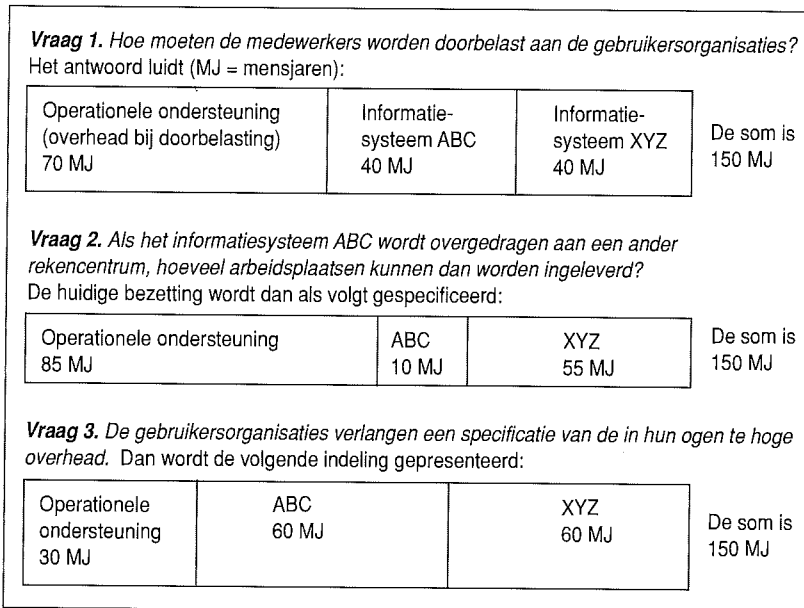 Vraag 1. Hoe moeten de medewerkers worden doorbelast aan de gebruikersorganisaties?
Het antwoord luidt (MJ = mensjaren):
Operationele ondersteuning
(overhead bij doorbelasting)
70 MJ
Informatie-
systeem ABC
40 MJ
Informatie-
systeem XYZ
40 MJ
De som is
150 MJ
Vraag 2. Als het informatiesysteem ABC wordt overgedragen aan een ander
rekencentrum, hoeveel arbeidsplaatsen kunnen dan worden ingeleverd?
De huidige bezetting wordt dan als volgt gespecificeerd:
Operationele ondersteuning
85 MJ
ABC
10 MJ
XYZ
55 MJ
De som is
150 MJ
Vraag 3. De gebruikersorganisaties verlangen een specificatie van de in hun ogen te hoge
overhead. Dan wordt de volgende indeling gepresenteerd:
Operationele
ondersteuning
30 MJ
ABC
60 MJ
XYZ
60 MJ
De som is
150 MJ